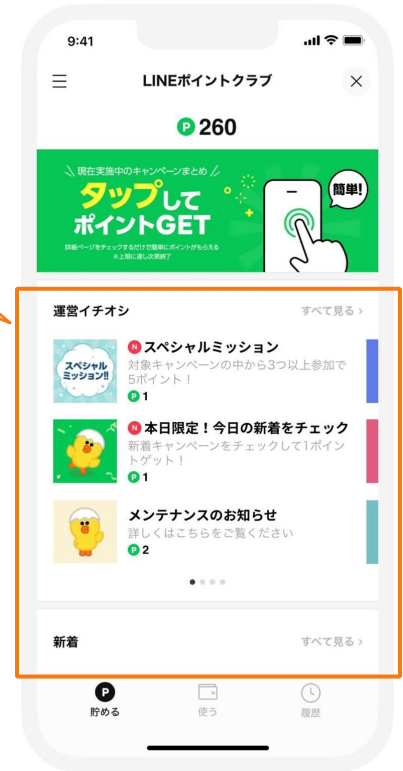 9:41
LINEポイントクラブ
P 260
現在実施中のキャンペーンまとめ
タップして
ポイントGET
簡単!
詳細ページをチェックするだけで簡単にポイントがもらえる
※上限に達し次第終了
運営イチオシ
すべて見る
スペシャル
ミッション!!
N スペシャルミッション
対象キャンペーンの中から3つ以上参加で
5ポイント!
P 1
N 本日限定!今日の新着をチェック
新着キャンペーンをチェックして1ポイン
トゲット!
P 1
メンテナンスのお知らせ
詳しくはこちらをご覧ください
P 2
新着
すべて見る
P
貯める
使う
履歴